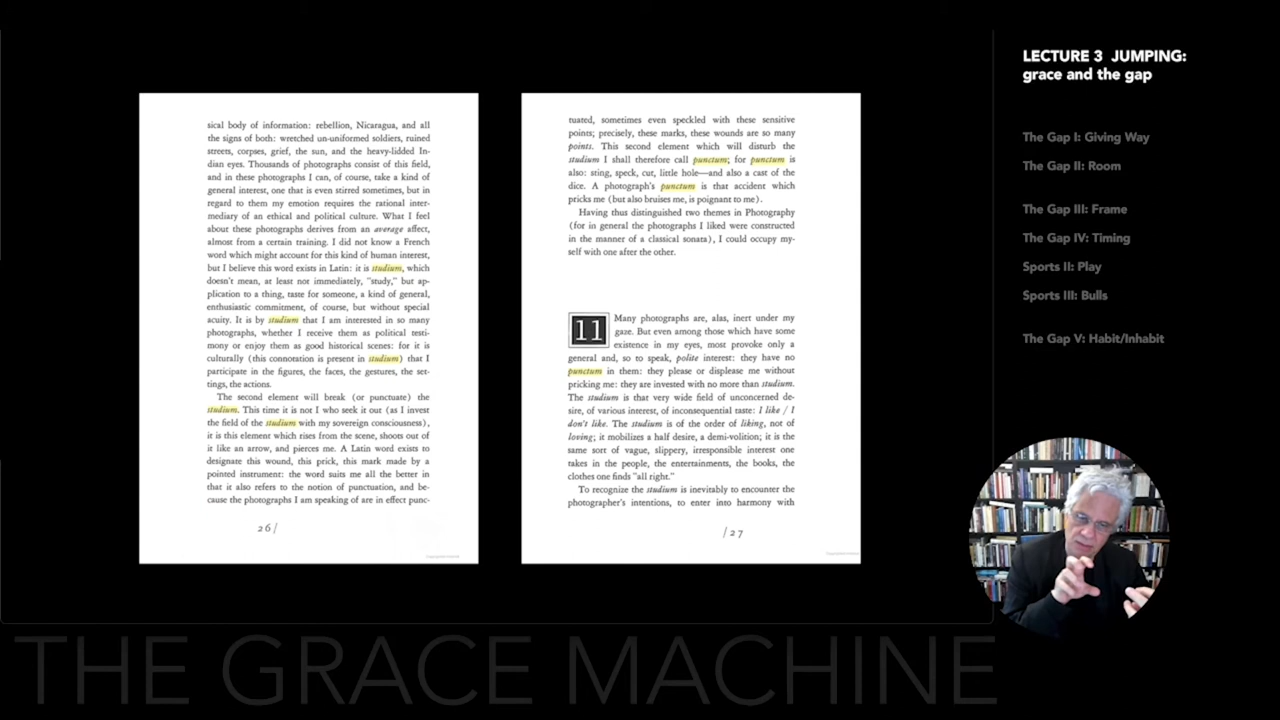 sical body of information: rebellion, Nicaragua, and all
the signs of both: wretched un-uniformed soldiers, ruined
streets, corpses, grief, the sun, and the heavy-lidded In-
dian eyes. Thousands of photographs consist of this field,
and in these photographs I can, of course, take a kind of
general interest, one that is even stirred sometimes, but in
regard to them my emotion requires the rational inter-
mediary of an ethical and political culture. What I feel
about these photographs derives from an average affect,
almost from a certain training. I did not know a French
word which might account for this kind of human interest,
but I believe this word exists in Latin: it is studium, which
doesn't mean, at least not immediately, "study," but ap-
plication to a thing, taste for someone, a kind of general,
enthusiastic commitment, of course, but without special
acuity. It is by studium that I am interested in so many
photographs, whether I receive them as political testi-
mony or enjoy them as good historical scenes: for it is
culturally (this connotation is present in studium) that I
participate in the figures, the faces, the gestures, the set-
tings, the actions.
The second element will break (or punctuate) the
studium. This time it is not I who seek it out (as I invest
the field of the studium with my sovereign consciousness),
it is this element which rises from the scene, shoots out of
it like an arrow, and pierces me. A Latin word exists to
designate this wound, this prick, this mark made by a
pointed instrument: the word suits me all the better in
that it also refers to the notion of punctuation, and be-
cause the photographs I am speaking of are in effect punc-
26/
tuated, sometimes even speckled with these sensitive
points; precisely, these marks, these wounds are so many
points. This second element which will disturb the
studium I shall therefore call punctum; for punctum is
also: sting, speck, cut, little hole—and also a cast of the
dice. A photograph's punctum is that accident which
pricks me (but also bruises me, is poignant to me).
Having thus distinguished two themes in Photography
(for in general the photographs I liked were constructed
in the manner of a classical sonata), I could occupy my-
self with one after the other.
11 Many photographs are, alas, inert under my
gaze. But even among those which have some
existence in my eyes, most provoke only a
general and, so to speak, polite interest: they have no
punctum in them: they please or displease me without
pricking me: they are invested with no more than studium.
The studium is that very wide field of unconcerned de-
sire, of various interest, of inconsequential taste: I like / I
don't like. The studium is of the order of liking, not of
loving; it mobilizes a half desire, a demi-volition; it is the
same sort of vague, slippery, irresponsible interest one
takes in the people, the entertainments, the books, the
clothes one finds "all right."
To recognize the studium is inevitably to encounter the
photographer's intentions, to enter into harmony with
/27
LECTURE 3 JUMPING:
grace and the gap
The Gap I: Giving Way
The Gap II: Room
The Gap III: Frame
The Gap IV: Timing
Sports II: Play
Sports III: Bulls
The Gap V: Habit/Inhabit
THE GRACE MACHINE